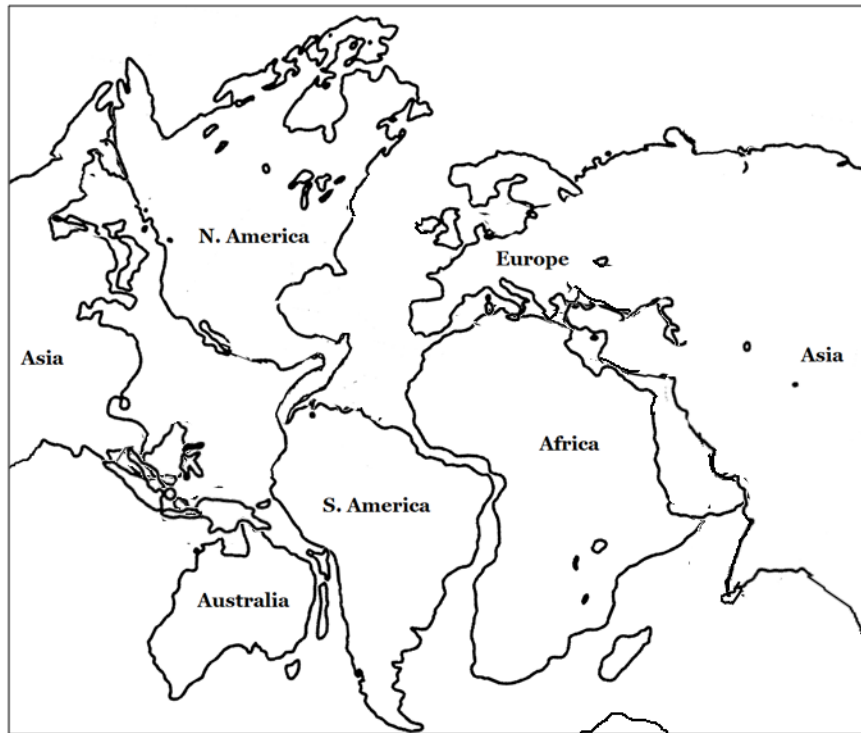 N. America
Europe
Asia
Asia
Africa
S. America
Australia